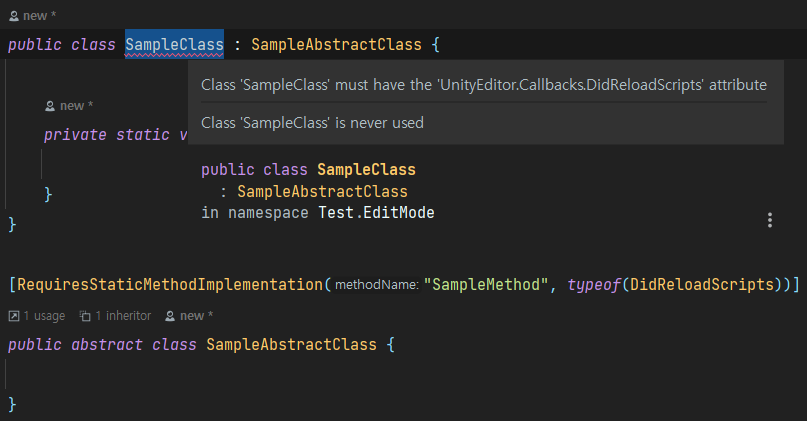 new *
public class SampleClass : SampleAbstractClass {
Class 'SampleClass' must have the 'UnityEditor.Callbacks.DidReloadScripts' attribute
new *
Class 'SampleClass' is never used
private static v
public class SampleClass
: SampleAbstractClass
}
in namespace Test.EditMode
}
[RequiresStaticMethodImplementation( methodName: "SampleMethod", typeof(DidReloadScripts))]
1 usage 1 inheritor new *
public abstract class SampleAbstractClass {
}